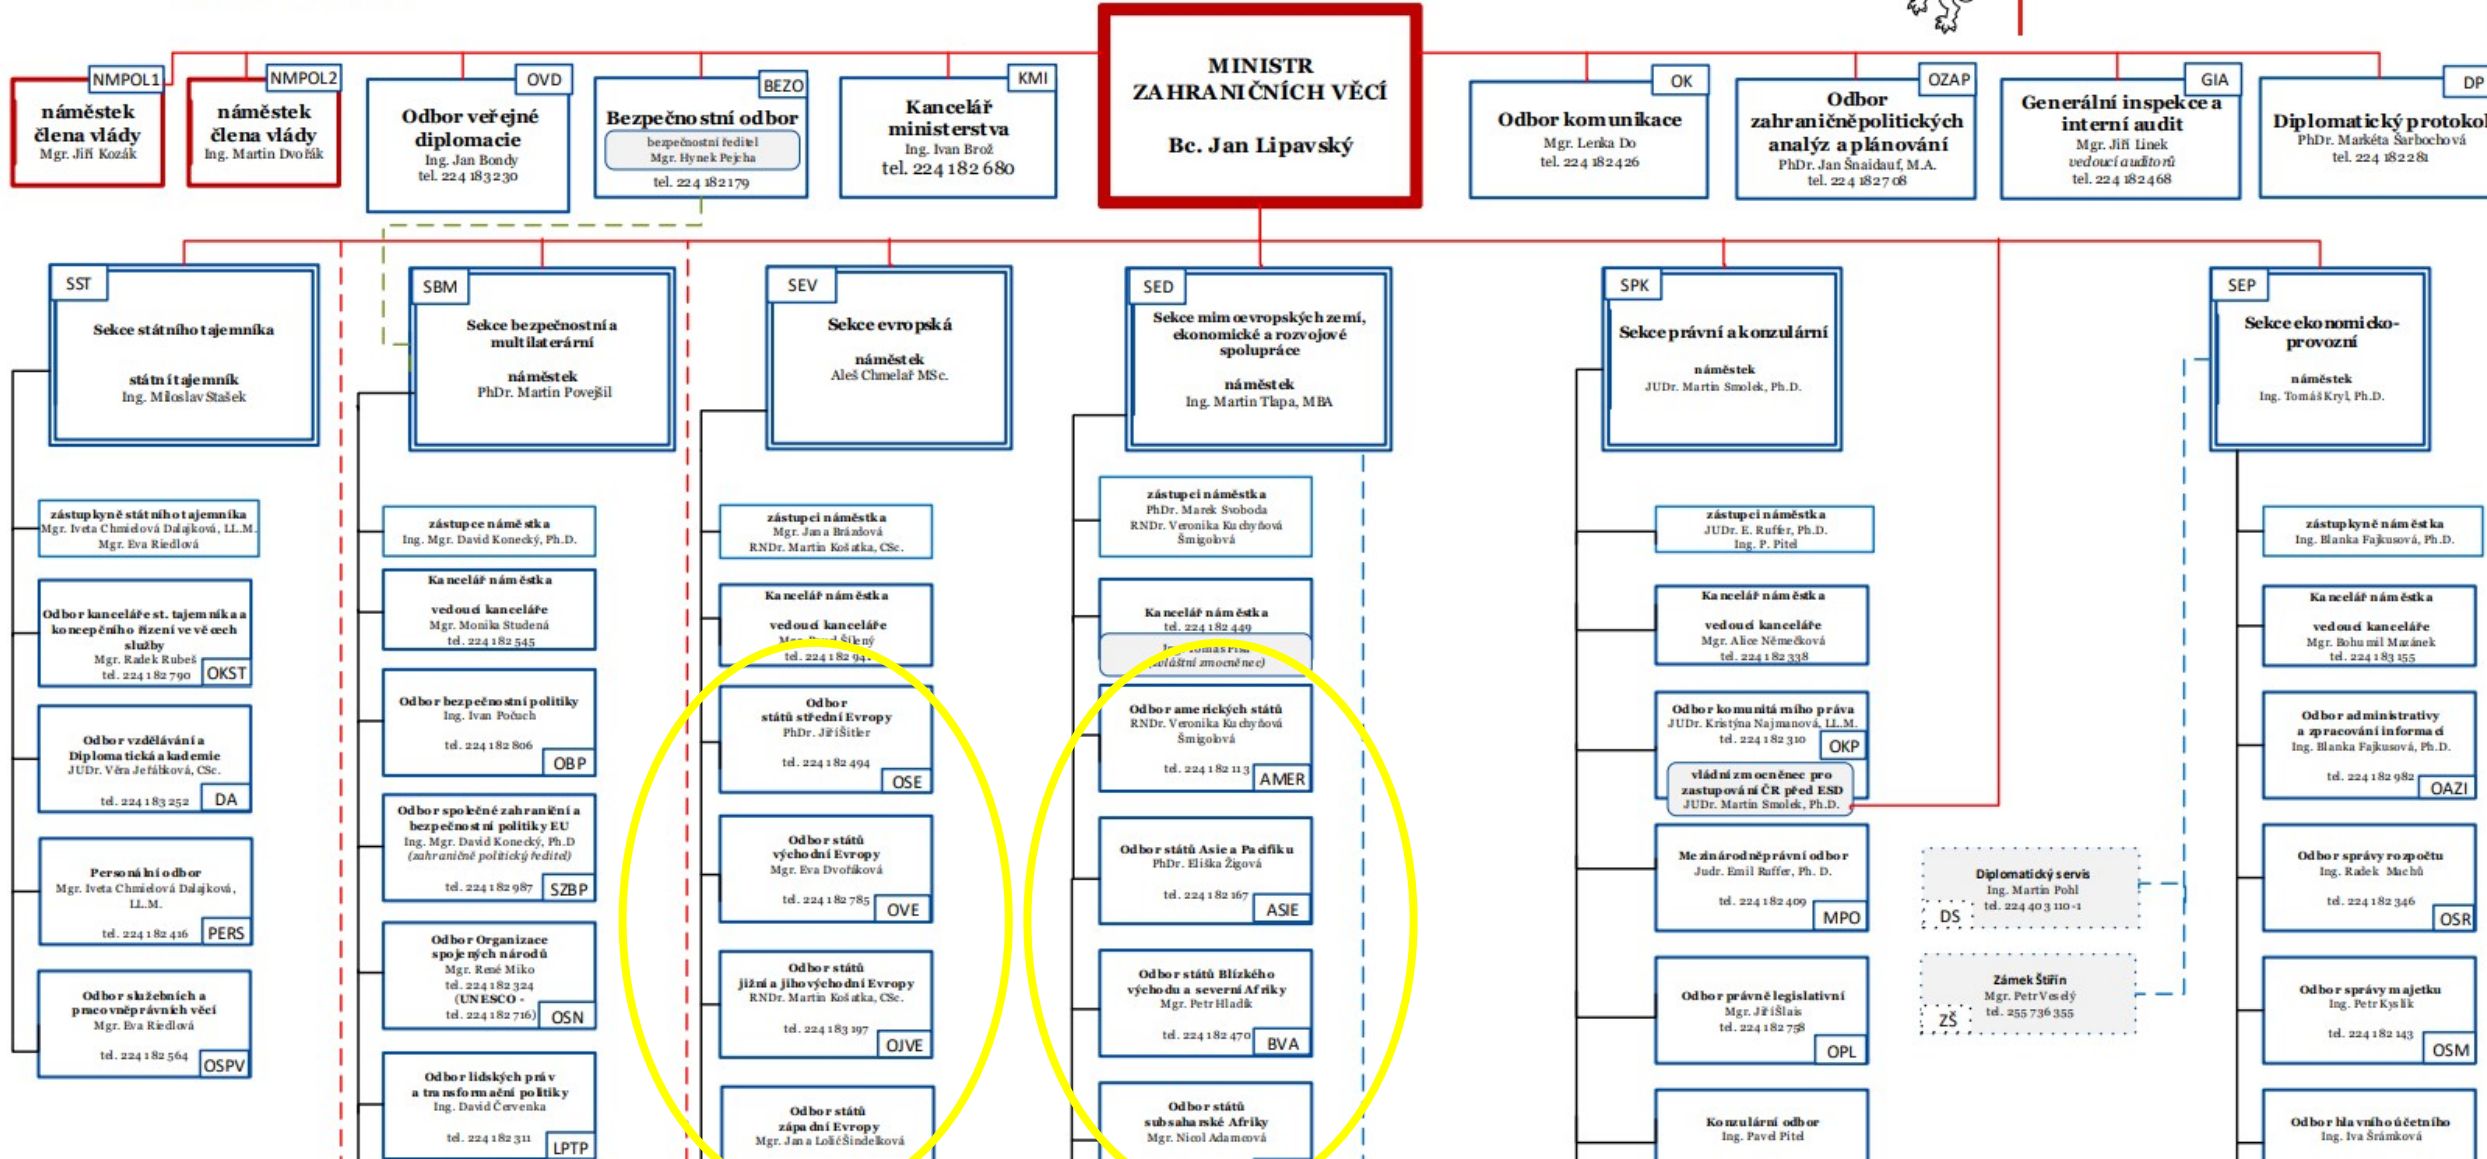 MINISTR
ZAHRANIČNÍCH VĚCÍ
Bc. Jan Lipavský
NMPOL1
náměstek
člena vlády
Mgr. Jiří Kozák
NMPOL2
náměstek
člena vlády
Ing. Martin Dvořák
OVD
Odbor veřejné
diplomacie
Ing. Jan Bondy
tel. 224 183 230
BEZO
Bezpečnostní odbor
bezpečnostní ředitel
Mgr. Hynek Pejcha
tel. 224 182 179
KMI
Kancelář
ministerstva
Ing. Ivan Brož
tel. 224 182 680
OK
Odbor komunikace
Mgr. Lenka Do
tel. 224 182 426
OZAP
Odbor
zahraničněpolitických
analýz a plánování
PhDr. Jan Šnaidauf, M.A.
tel. 224 182 708
GIA
Generální inspekce a
interní audit
Mgr. Jiří Linek
vedoucí auditorů
tel. 224 182 468
DP
Diplomatický protokol
PhDr. Markéta Šarbochová
tel. 224 182 281
SST
Sekce státního tajemníka
státní tajemník
Ing. Miloslav Stašek
zástupkyně státního tajemníka
Mgr. Iveta Chmielová Dalajková, LL.M.
Mgr. Eva Riedlová
Odbor kanceláře st. tajemníka a
koncepčního řízení ve věcech
služby
Mgr. Radek Rubeš
tel. 224 182 790
OKST
Odbor vzdělávání a
Diplomatická akademie
JUDr. Věra Jeřábková, CSc.
tel. 224 183 252
DA
Personální odbor
Mgr. Iveta Chmielová Dalajková,
LL.M.
tel. 224 182 416
PERS
Odbor služebních a
pracovněprávních věcí
Mgr. Eva Riedlová
tel. 224 182 564
OSPV
SBM
Sekce bezpečnostní a
multilaterární
náměstek
PhDr. Martin Povejšil
zástupce náměstka
Ing. Mgr. David Konecký, Ph.D.
Kancelář náměstka
vedoucí kanceláře
Mgr. Monika Studená
tel. 224 182 545
Odbor bezpečnostní politiky
Ing. Ivan Počuch
tel. 224 182 806
OBP
Odbor společné zahraniční a
bezpečnostní politiky EU
Ing. Mgr. David Konecký, Ph.D
(zahraničně politický ředitel)
tel. 224 182 987
SZBP
Odbor Organizace
spojených národů
Mgr. René Miko
tel. 224 182 324
(UNESCO -
tel. 224 182 716)
OSN
Odbor lidských práv
a transformační politiky
Ing. David Červenka
tel. 224 182 311
LPTP
SEV
Sekce evropská
náměstek
Aleš Chmelař MSc.
zástupci náměstka
Mgr. Jana Brázdová
RNDr. Martin Košatka, CSc.
Kancelář náměstka
vedoucí kanceláře
Šilený
tel. 224 182
Odbor
států střední Evropy
PhDr. Jiří Šitler
tel. 224 182 494
OSE
Odbor států
východní Evropy
Mgr. Eva Dvořáková
tel. 224 182 785
OVE
Odbor států
jižní a jihovýchodní Evropy
RNDr. Martin Košatka, CSc.
tel. 224 183 197
OJVE
Odbor států
západní Evropy
Mgr. Jana Lolić Šindelková
SED
Sekce mimoevropských zemí,
ekonomické a rozvojové
spolupráce
náměstek
Ing. Martin Tlapa, MBA
zástupci náměstka
PhDr. Marek Svoboda
RNDr. Veronika Kuchyňová
Šmigolová
Kancelář náměstka
tel. 224 182 449
zmocněnec)
Odbor amerických států
RNDr. Veronika Kuchyňová
Šmigolová
tel. 224 182 113
AMER
Odbor států Asie a Pacifiku
PhDr. Eliška Žigová
tel. 224 182 167
ASIE
Odbor států Blízkého
východu a severní Afriky
Mgr. Petr Hladík
tel. 224 182 470
BVA
Odbor států
subsaharské Afriky
Mgr. Nicol Adamcová
SPK
Sekce právní a konzulární
náměstek
JUDr. Martin Smolek, Ph.D.
zástupci náměstka
JUDr. E. Ruffer, Ph.D.
Ing. P. Pitel
Kancelář náměstka
vedoucí kanceláře
Mgr. Alice Němečková
tel. 224 182 338
Odbor komunitárního práva
JUDr. Kristýna Najmanová, LL.M.
tel. 224 182 310
OKP
vládní zmocněnec pro
zastupování ČR před ESD
JUDr. Martin Smolek, Ph.D.
Mezinárodněprávní odbor
Judr. Emil Ruffer, Ph. D.
tel. 224 182 409
MPO
Odbor právně legislativní
Mgr. Jiří Šlais
tel. 224 182 758
OPL
Konzulární odbor
Ing. Pavel Pitel
Diplomatický servis
Ing. Martin Pohl
tel. 224 403 110-1
DS
Zámek Štiřín
Mgr. Petr Veselý
tel. 255 736 355
ZŠ
SEP
Sekce ekonomicko-
provozní
náměstek
Ing. Tomáš Kryl, Ph.D.
zástupkyně náměstka
Ing. Blanka Fajkusová, Ph.D.
Kancelář náměstka
vedoucí kanceláře
Mgr. Bohumil Mazánek
tel. 224 183 155
Odbor administrativy
a zpracování informací
Ing. Blanka Fajkusová, Ph.D.
tel. 224 182 982
OAZI
Odbor správy rozpočtu
Ing. Radek Machů
tel. 224 182 346
OSR
Odbor správy majetku
Ing. Petr Kyslík
tel. 224 182 143
OSM
Odbor hlavního účetního
Ing. Iva Šrámková